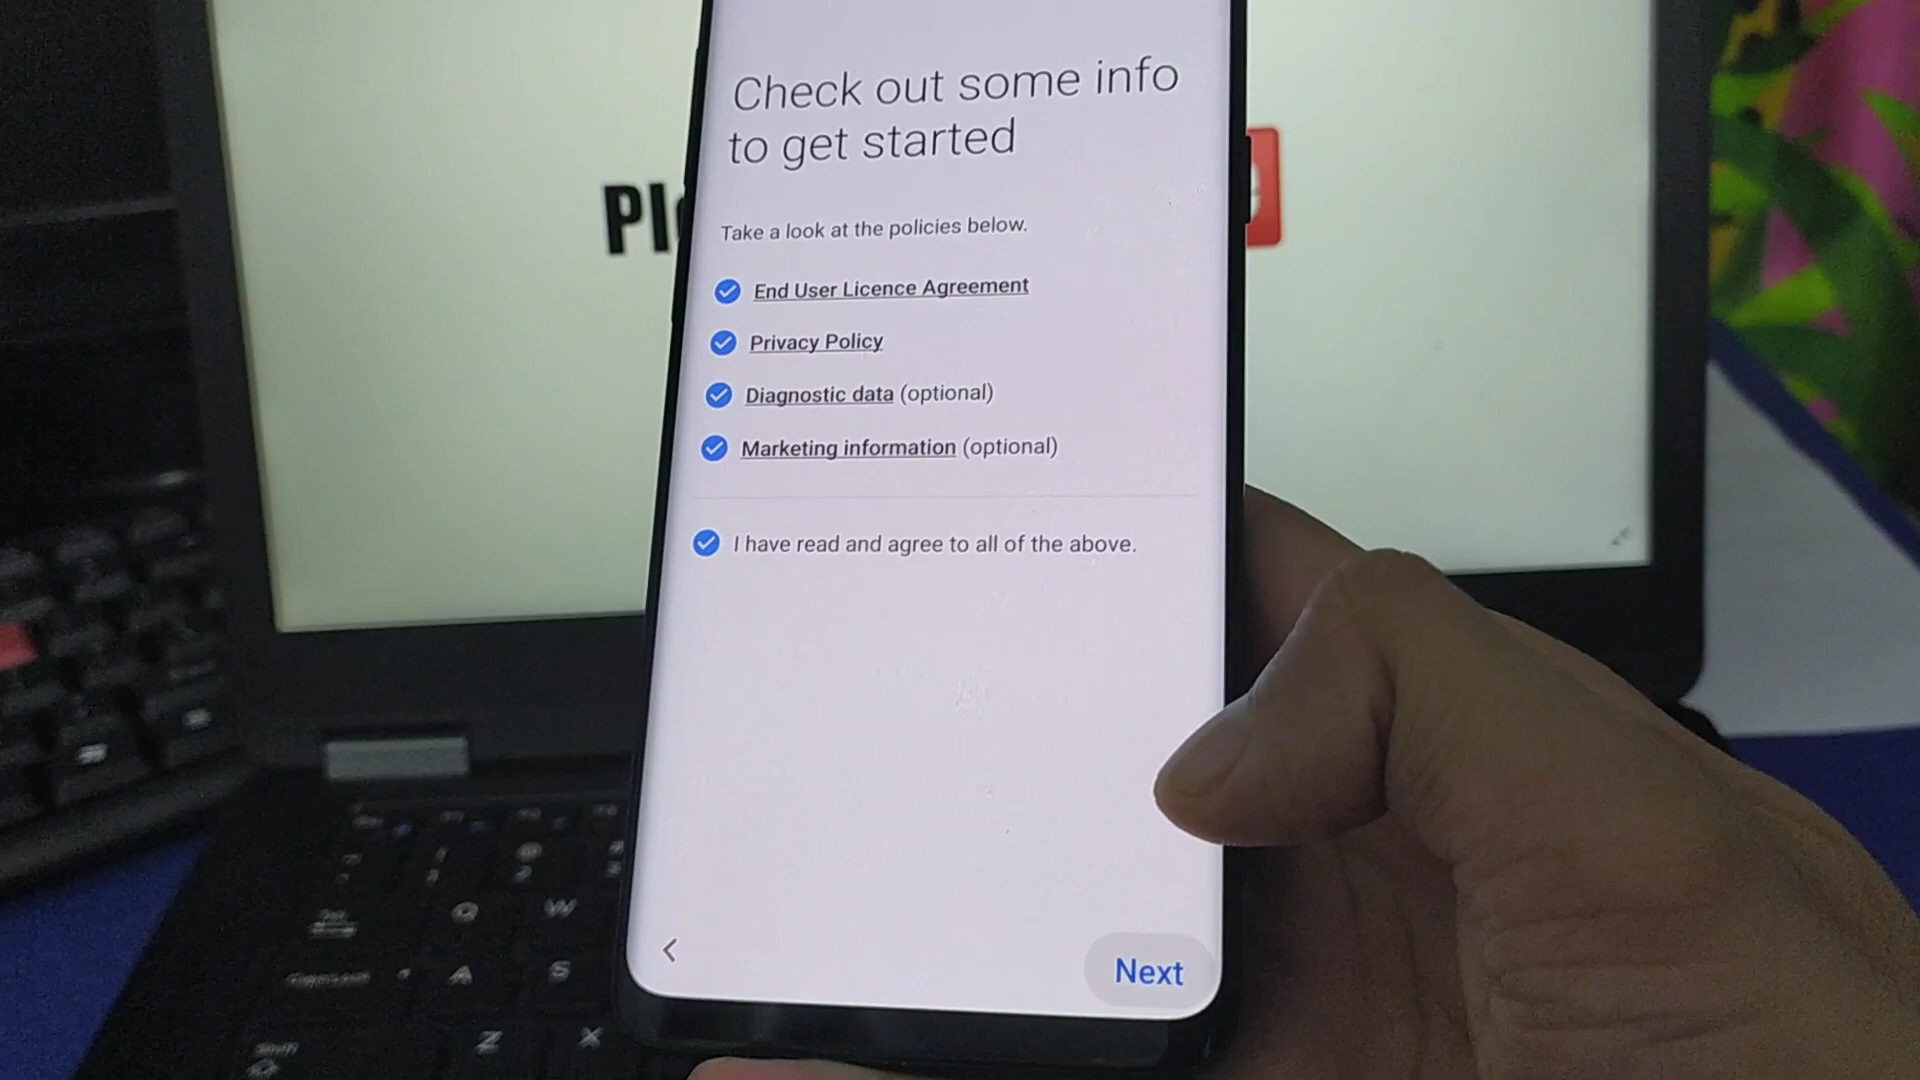 Check out some info
to get started
Take a look at the policies below.
End User Licence Agreement
Privacy Policy
Diagnostic data (optional)
Marketing information (optional)
I have read and agree to all of the above.
Next
Q
W
A
S
Z
X